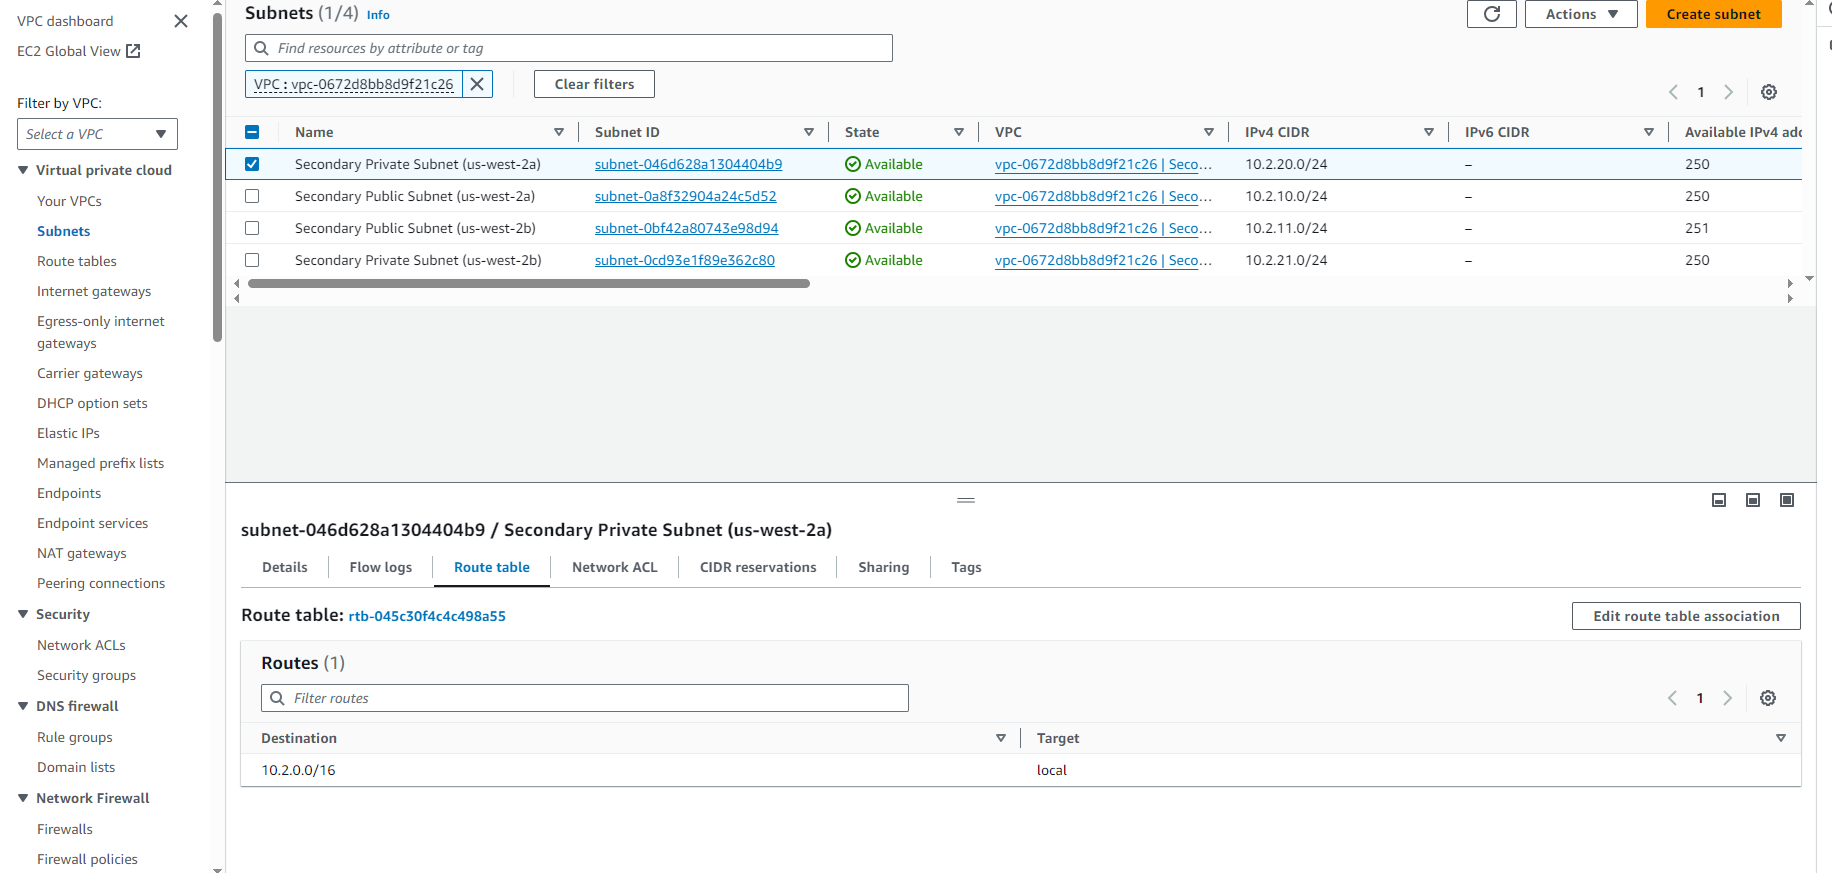 VPC dashboard
EC2 Global View
Filter by VPC:
Select a VPC
Virtual private cloud
Your VPCs
Subnets
Route tables
Internet gateways
Egress-only internet
gateways
Carrier gateways
DHCP option sets
Elastic IPs
Managed prefix lists
Endpoints
Endpoint services
NAT gateways
Peering connections
Security
Network ACLs
Security groups
DNS firewall
Rule groups
Domain lists
Network Firewall
Firewalls
Firewall policies
Subnets (1/4) Info
Actions
Create subnet
Find resources by attribute or tag
VPC : vpc-0672d8bb8d9f21c26
Clear filters
1
Name Subnet ID State VPC IPv4 CIDR IPv6 CIDR Available IPv4 add
Secondary Private Subnet (us-west-2a) subnet-046d628a1304404b9 Available vpc-0672d8bb8d9f21c26 | Seco... 10.2.20.0/24 – 250
Secondary Public Subnet (us-west-2a) subnet-0a8f32904a24c5d52 Available vpc-0672d8bb8d9f21c26 | Seco... 10.2.10.0/24 – 250
Secondary Public Subnet (us-west-2b) subnet-0bf42a80743e98d94 Available vpc-0672d8bb8d9f21c26 | Seco... 10.2.11.0/24 – 251
Secondary Private Subnet (us-west-2b) subnet-0cd93e1f89e362c80 Available vpc-0672d8bb8d9f21c26 | Seco... 10.2.21.0/24 – 250
subnet-046d628a1304404b9 / Secondary Private Subnet (us-west-2a)
Details Flow logs Route table Network ACL CIDR reservations Sharing Tags
Route table: rtb-045c30f4c4c498a55
Edit route table association
Routes (1)
Filter routes
1
Destination Target
10.2.0.0/16 local